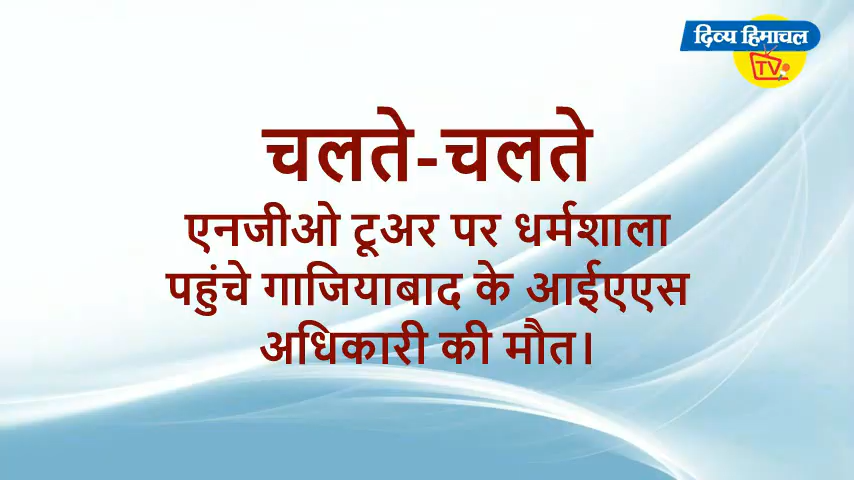 दिव्य हिमाचल
TV
चलते-चलते
एनजीओ टूअर पर धर्मशाला
पहुंचे गाजियाबाद के आईएएस
अधिकारी की मौत।